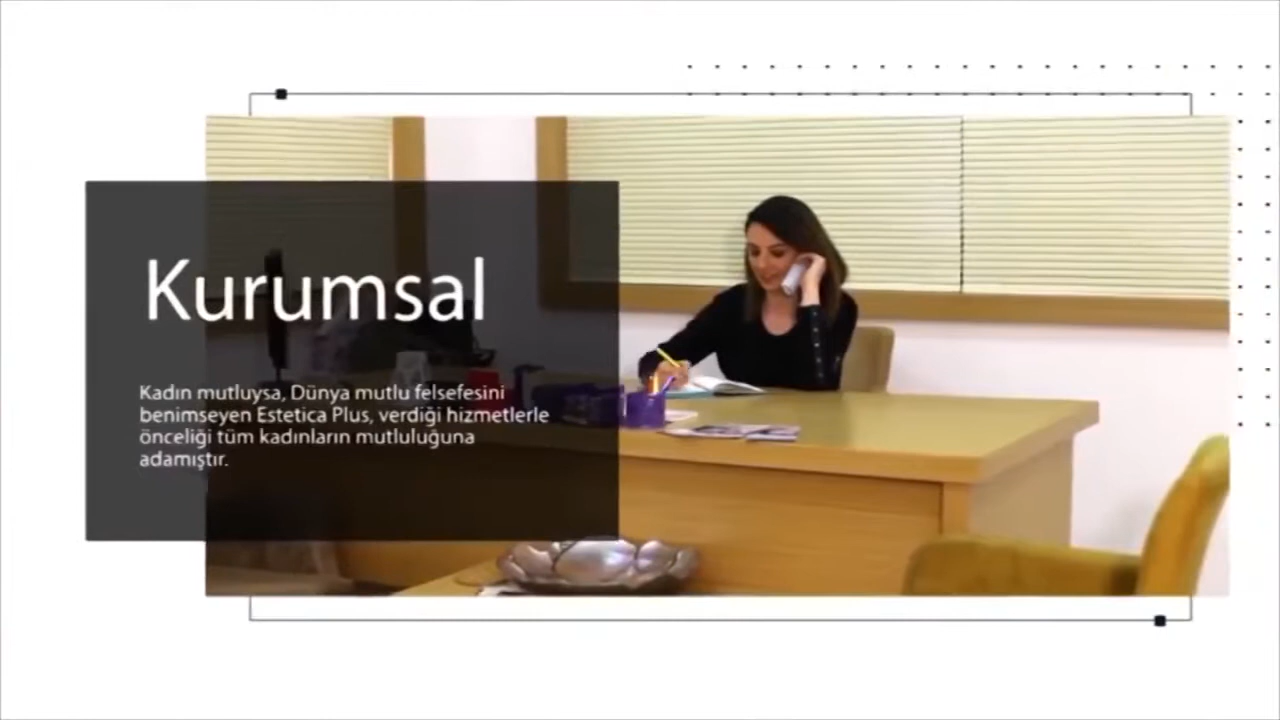 Kurumsal
Kadın mutluysa, Dünya mutlu felsefesini
benimseyen Estetica Plus, verdiği hizmetlerle
önceliği tüm kadınların mutluluğuna
adamıştır.